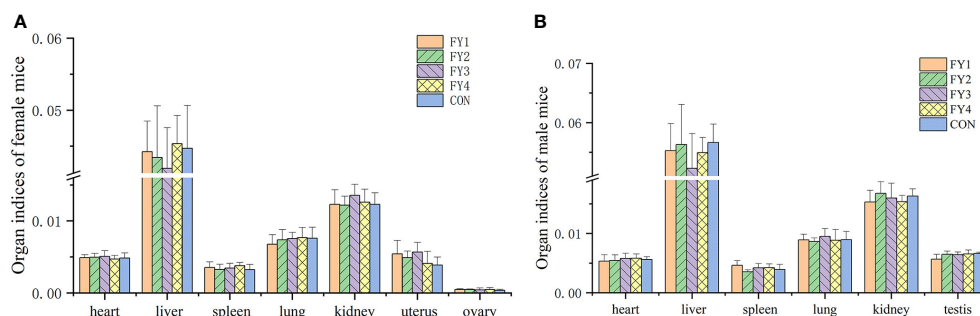 A
Organ indices of female mice
0.06
0.05
0.01
0.00
FY1
FY2
FY3
FY4
CON
heart liver spleen lung kidney uterus ovary
B
Organ indices of male mice
0.07
0.06
0.01
0.00
FY1
FY2
FY3
FY4
CON
heart liver spleen lung kidney testis